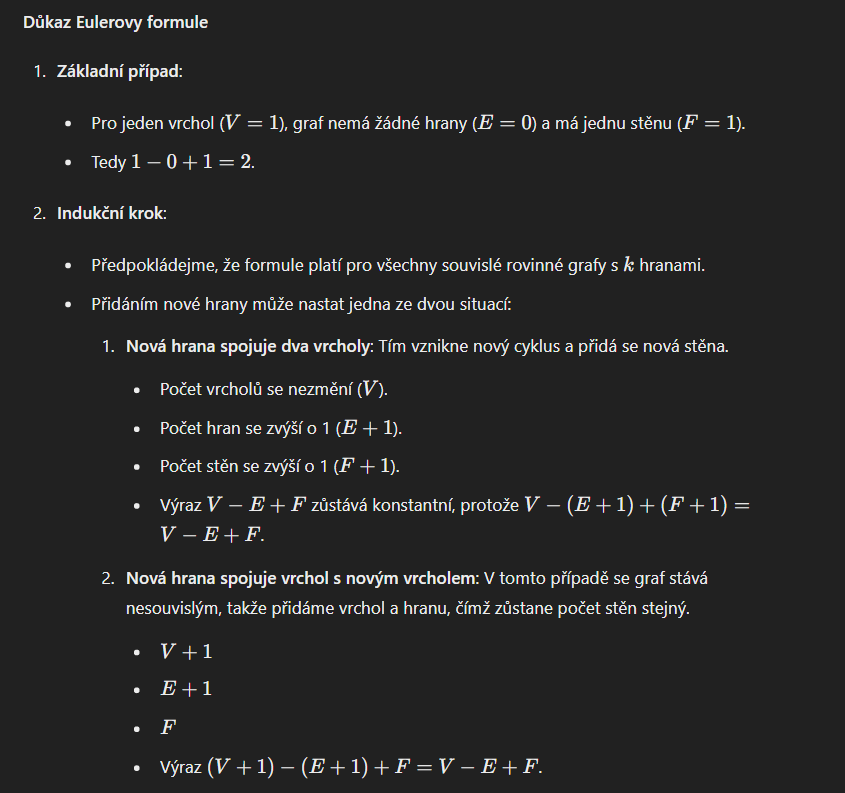 Důkaz Eulerovy formule
1. Základní případ:
• Pro jeden vrchol (V = 1), graf nemá žádné hrany (E = 0) a má jednu stěnu (F = 1).
• Tedy 1 − 0 + 1 = 2.
2. Indukční krok:
• Předpokládejme, že formule platí pro všechny souvislé rovinné grafy s k hranami.
• Přidáním nové hrany může nastat jedna ze dvou situací:
1. Nová hrana spojuje dva vrcholy: Tím vznikne nový cyklus a přidá se nová stěna.
• Počet vrcholů se nezmění (V).
• Počet hran se zvýší o 1 (E + 1).
• Počet stěn se zvýší o 1 (F + 1).
• Výraz V − E + F zůstává konstantní, protože V − (E + 1) + (F + 1) =
V − E + F.
2. Nová hrana spojuje vrchol s novým vrcholem: V tomto případě se graf stává
nesouvislým, takže přidáme vrchol a hranu, čímž zůstane počet stěn stejný.
• V + 1
• E + 1
• F
• Výraz (V + 1) − (E + 1) + F = V − E + F.